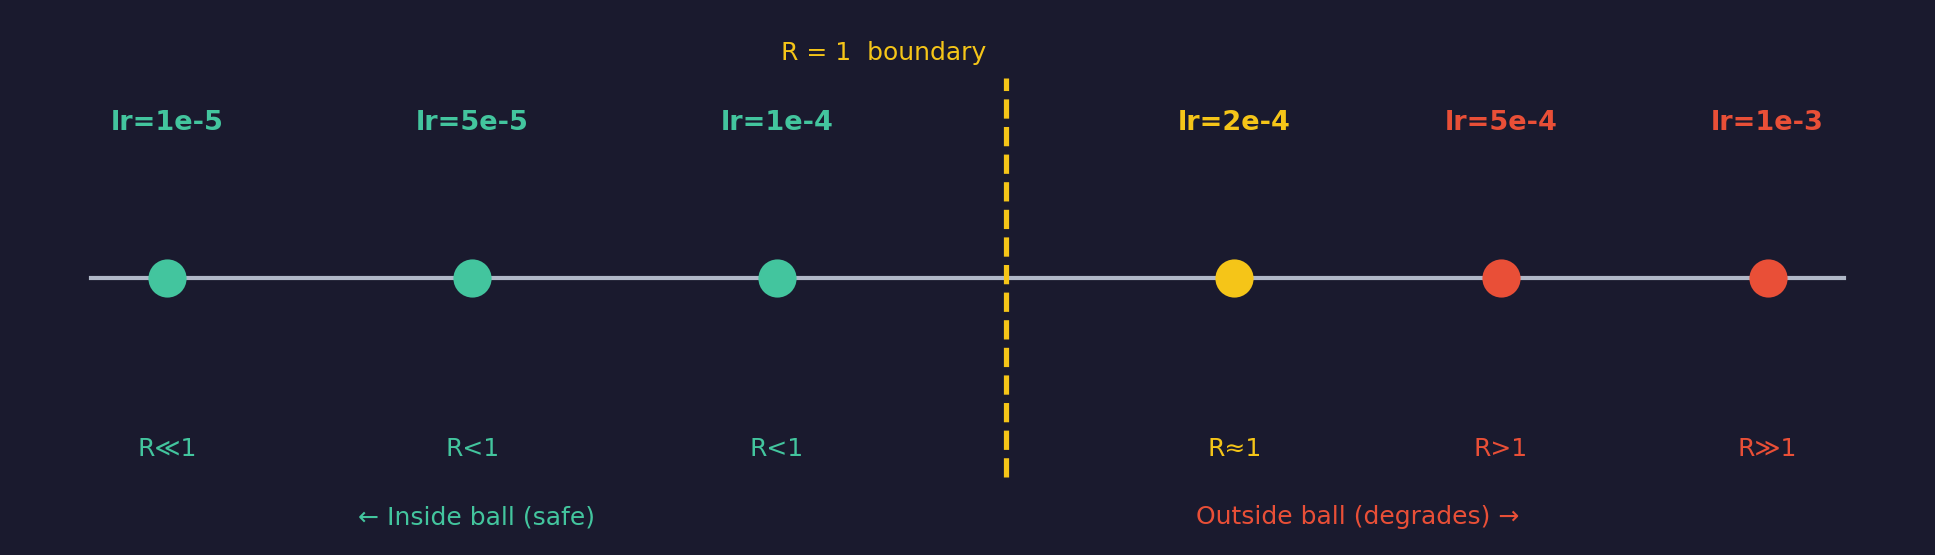 R = 1  boundary
lr=1e-5
lr=5e-5
lr=1e-4
lr=2e-4
lr=5e-4
lr=1e-3
R≪1
R<1
R<1
R≈1
R>1
R≫1
← Inside ball (safe)
Outside ball (degrades) →